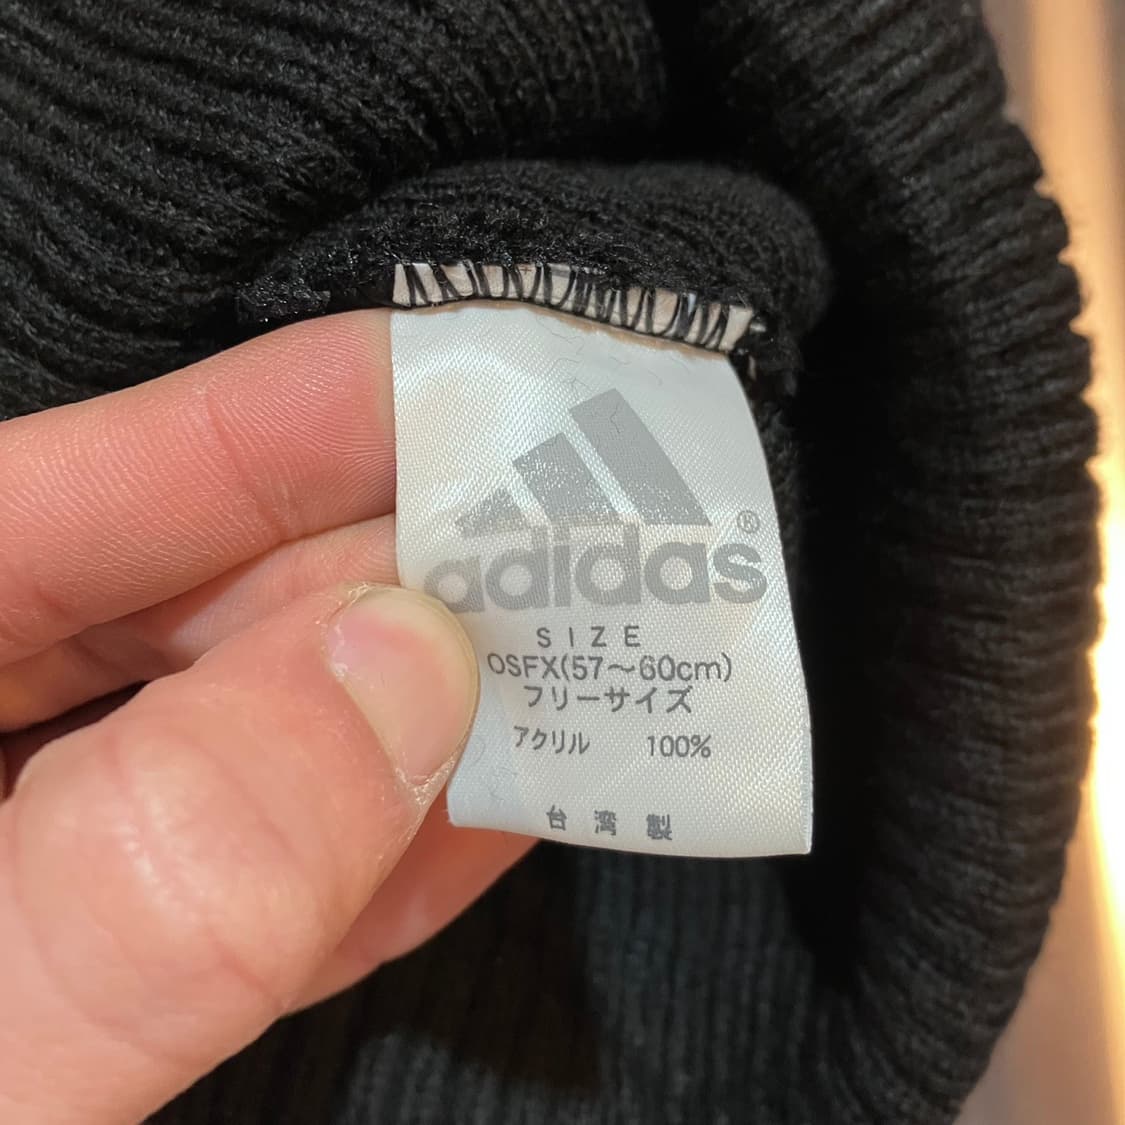 adidas®
SIZE
OSFX(57～60cm)
フリーサイズ
アクリル 100%
台湾製